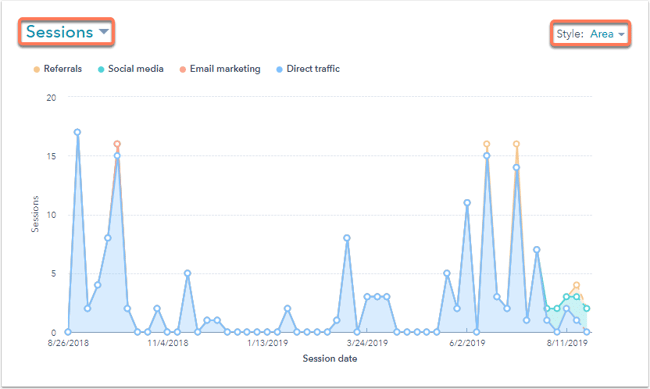 Sessions
Style: Area
Referrals Social media Email marketing Direct traffic
20
15
10
5
0
Sessions
8/26/2018 11/4/2018 1/13/2019 3/24/2019 6/2/2019 8/11/2019
Session date